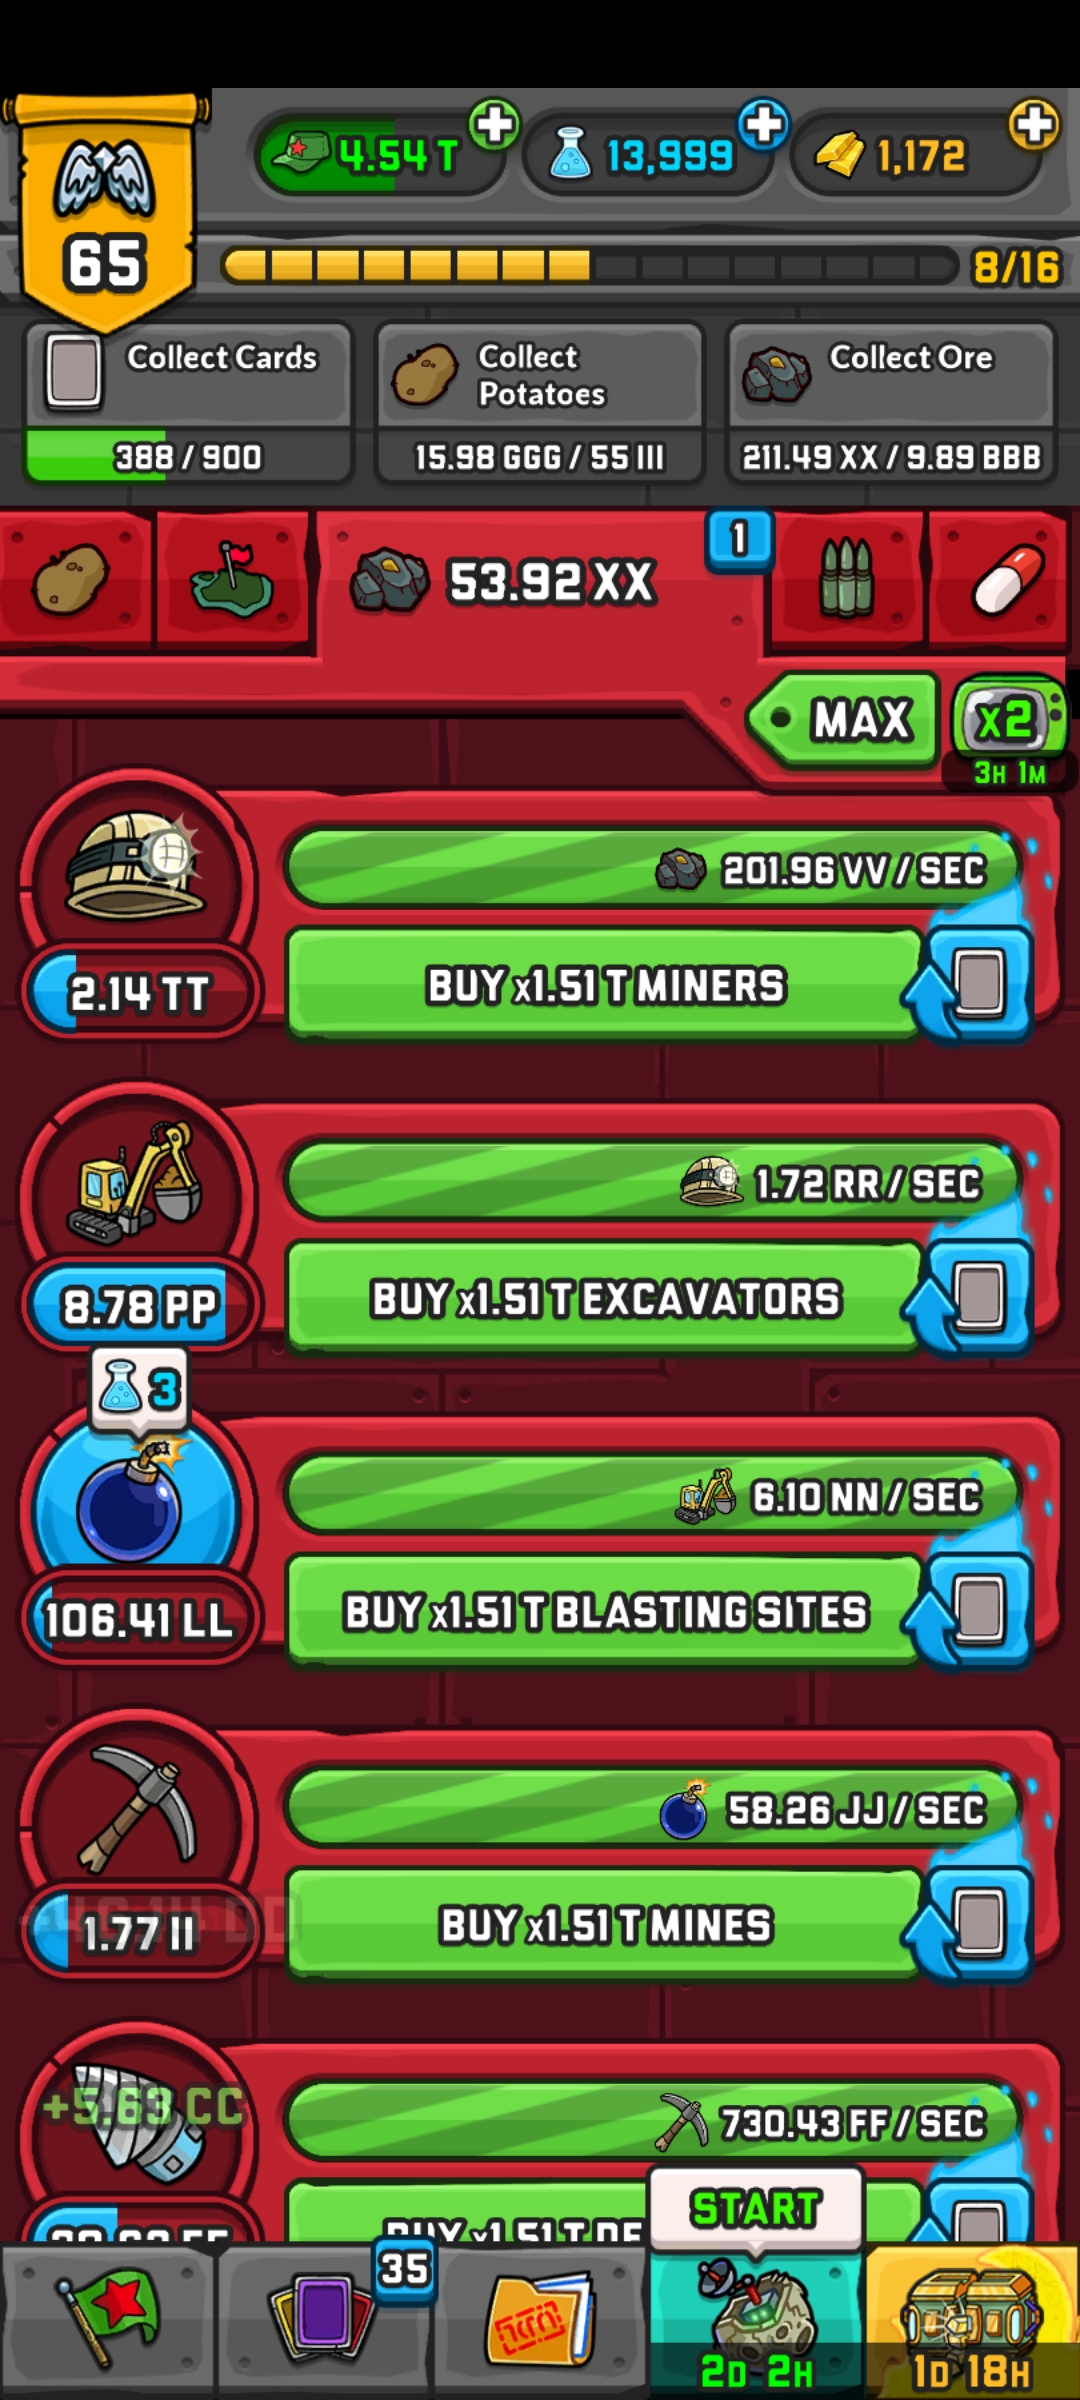 4.54 T
13,999
1,172
65
8/16
Collect Cards
388 / 900
Collect
Potatoes
15.98 GGG / 55 III
Collect Ore
211.49 XX / 9.89 BBB
53.92 XX
1
MAX
x2
3H 1M
201.96 VV / SEC
2.14 TT
BUY x1.51 T MINERS
1.72 RR / SEC
8.78 PP
BUY x1.51 T EXCAVATORS
3
6.10 NN / SEC
106.41 LL
BUY x1.51 T BLASTING SITES
58.26 JJ / SEC
1.77 II
BUY x1.51 T MINES
+5.63 CC
730.43 FF / SEC
BUY x1.51 T DE
START
35
2D 2H
1D 18H